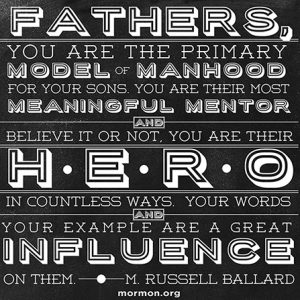 FATHERS,
YOU ARE THE PRIMARY
MODEL OF MANHOOD
FOR YOUR SONS. YOU ARE THEIR MOST
MEANINGFUL MENTOR
AND
BELIEVE IT OR NOT, YOU ARE THEIR
H·E·R·O
IN COUNTLESS WAYS. YOUR WORDS
AND
YOUR EXAMPLE ARE A GREAT
INFLUENCE
ON THEM. —M. RUSSELL BALLARD
mormon.org